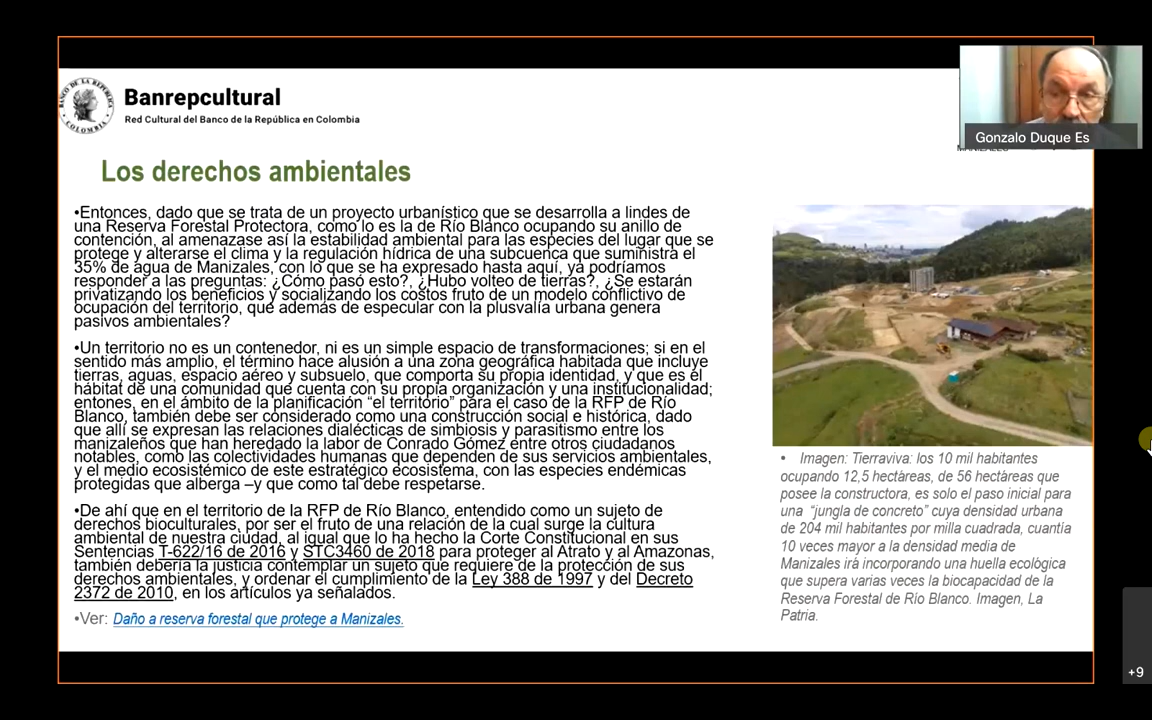 Banrepcultural
Red Cultural del Banco de la República en Colombia
BANCO DE LA REPÚBLICA
COLOMBIA
Gonzalo Duque Es
Los derechos ambientales
•Entonces, dado que se trata de un proyecto urbanístico que se desarrolla a lindes de
una Reserva Forestal Protectora, como lo es la de Río Blanco ocupando su anillo de
contención, al amenazase así la estabilidad ambiental para las especies del lugar que se
protege y alterarse el clima y la regulación hídrica de una subcuenca que suministra el
35% de agua de Manizales, con lo que se ha expresado hasta aquí, ya podríamos
responder a las preguntas: ¿Cómo pasó esto?, ¿Hubo volteo de tierras?, ¿Se estarán
privatizando los beneficios y socializando los costos fruto de un modelo conflictivo de
ocupación del territorio, que además de especular con la plusvalía urbana genera
pasivos ambientales?
•Un territorio no es un contenedor, ni es un simple espacio de transformaciones; si en el
sentido más amplio, el término hace alusión a una zona geográfica habitada que incluye
tierras, aguas, espacio aéreo y subsuelo, que comporta su propia identidad, y que es el
hábitat de una comunidad que cuenta con su propia organización y una institucionalidad;
entones, en el ámbito de la planificación “el territorio” para el caso de la RFP de Río
Blanco, también debe ser considerado como una construcción social e histórica, dado
que allí se expresan las relaciones dialécticas de simbiosis y parasitismo entre los
manizaleños que han heredado la labor de Conrado Gómez entre otros ciudadanos
notables, como las colectividades humanas que dependen de sus servicios ambientales,
y el medio ecosistémico de este estratégico ecosistema, con las especies endémicas
protegidas que alberga –y que como tal debe respetarse.
•De ahí que en el territorio de la RFP de Río Blanco, entendido como un sujeto de
derechos bioculturales, por ser el fruto de una relación de la cual surge la cultura
ambiental de nuestra ciudad, al igual que lo ha hecho la Corte Constitucional en sus
Sentencias T-622/16 de 2016 y STC3460 de 2018 para proteger al Atrato y al Amazonas,
también debería la justicia contemplar un sujeto que requiere de la protección de sus
derechos ambientales, y ordenar el cumplimiento de la Ley 388 de 1997 y del Decreto
2372 de 2010, en los artículos ya señalados.
•Ver: Daño a reserva forestal que protege a Manizales.
• Imagen: Tierraviva: los 10 mil habitantes
ocupando 12,5 hectàreas, de 56 hectàreas que
posee la constructora, es solo el paso inicial para
una “jungla de concreto” cuya densidad urbana
de 204 mil habitantes por milla cuadrada, cuantía
10 veces mayor a la densidad media de
Manizales irà incorporando una huella ecològica
que supera varias veces la biocapacidad de la
Reserva Forestal de Río Blanco. Imagen, La
Patria.
+9